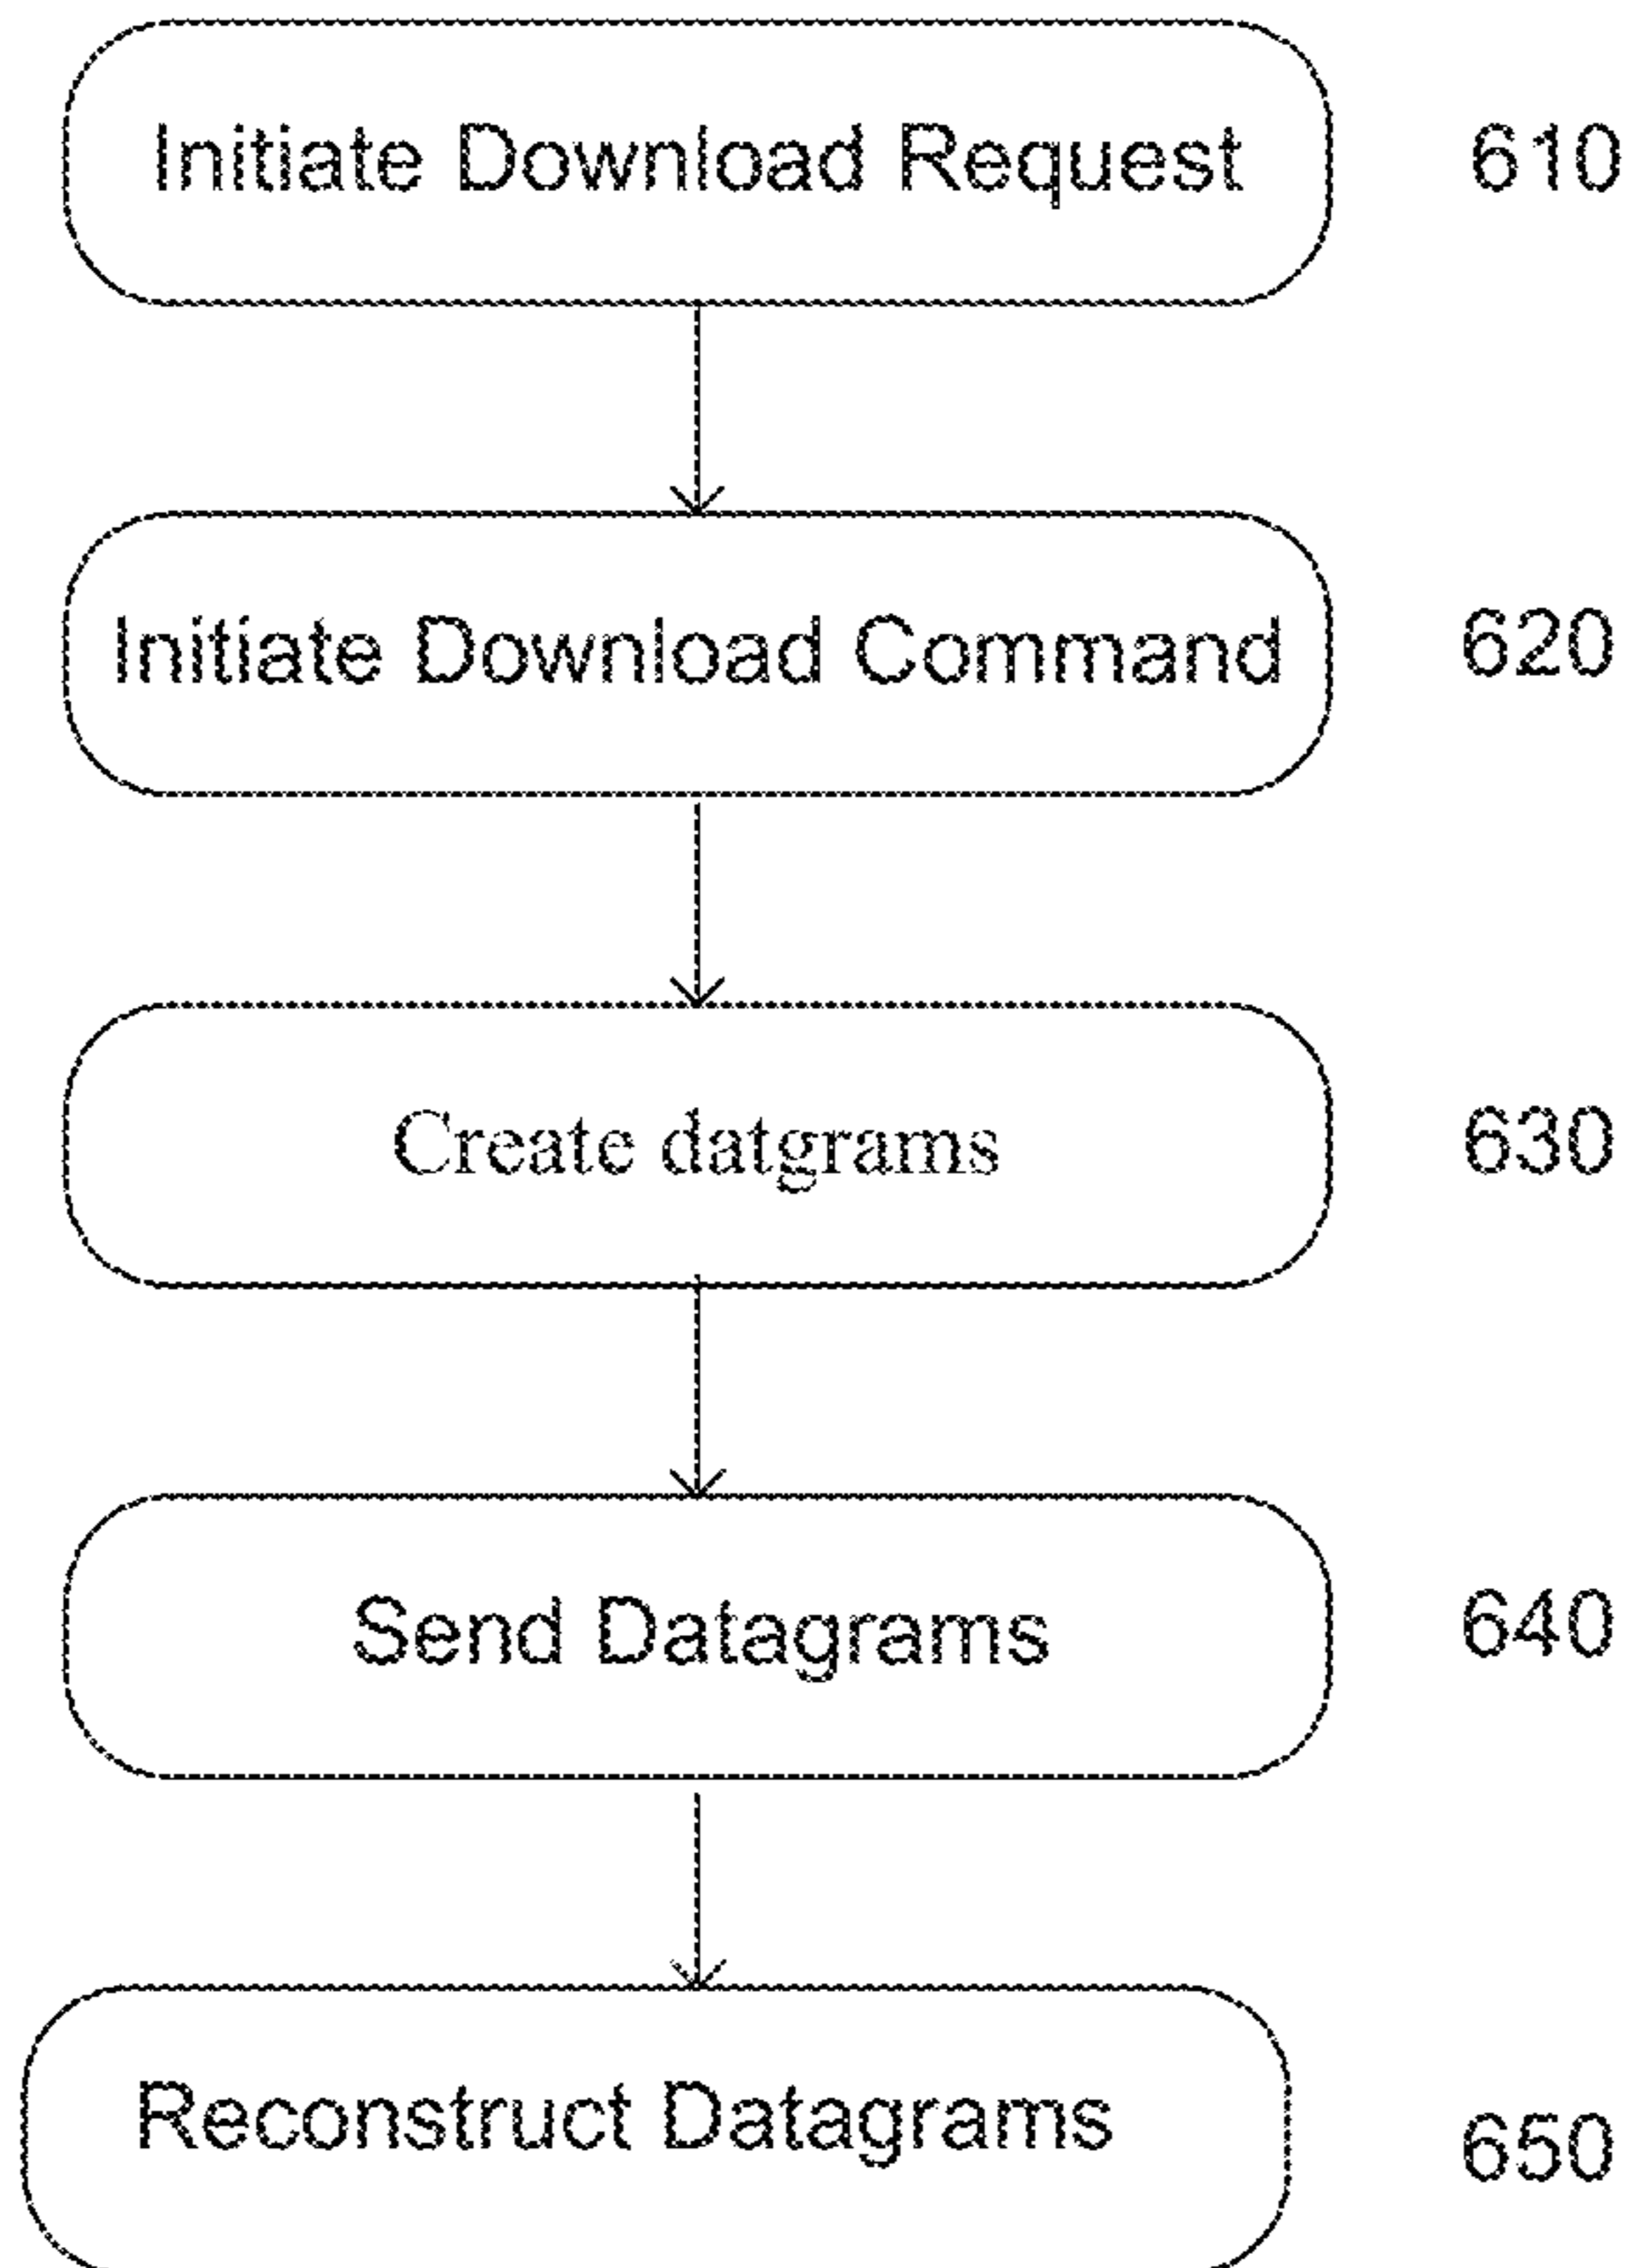 Initiate Download Request 610
Initiate Download Command 620
Create datgrams 630
Send Datagrams 640
Reconstruct Datagrams 650